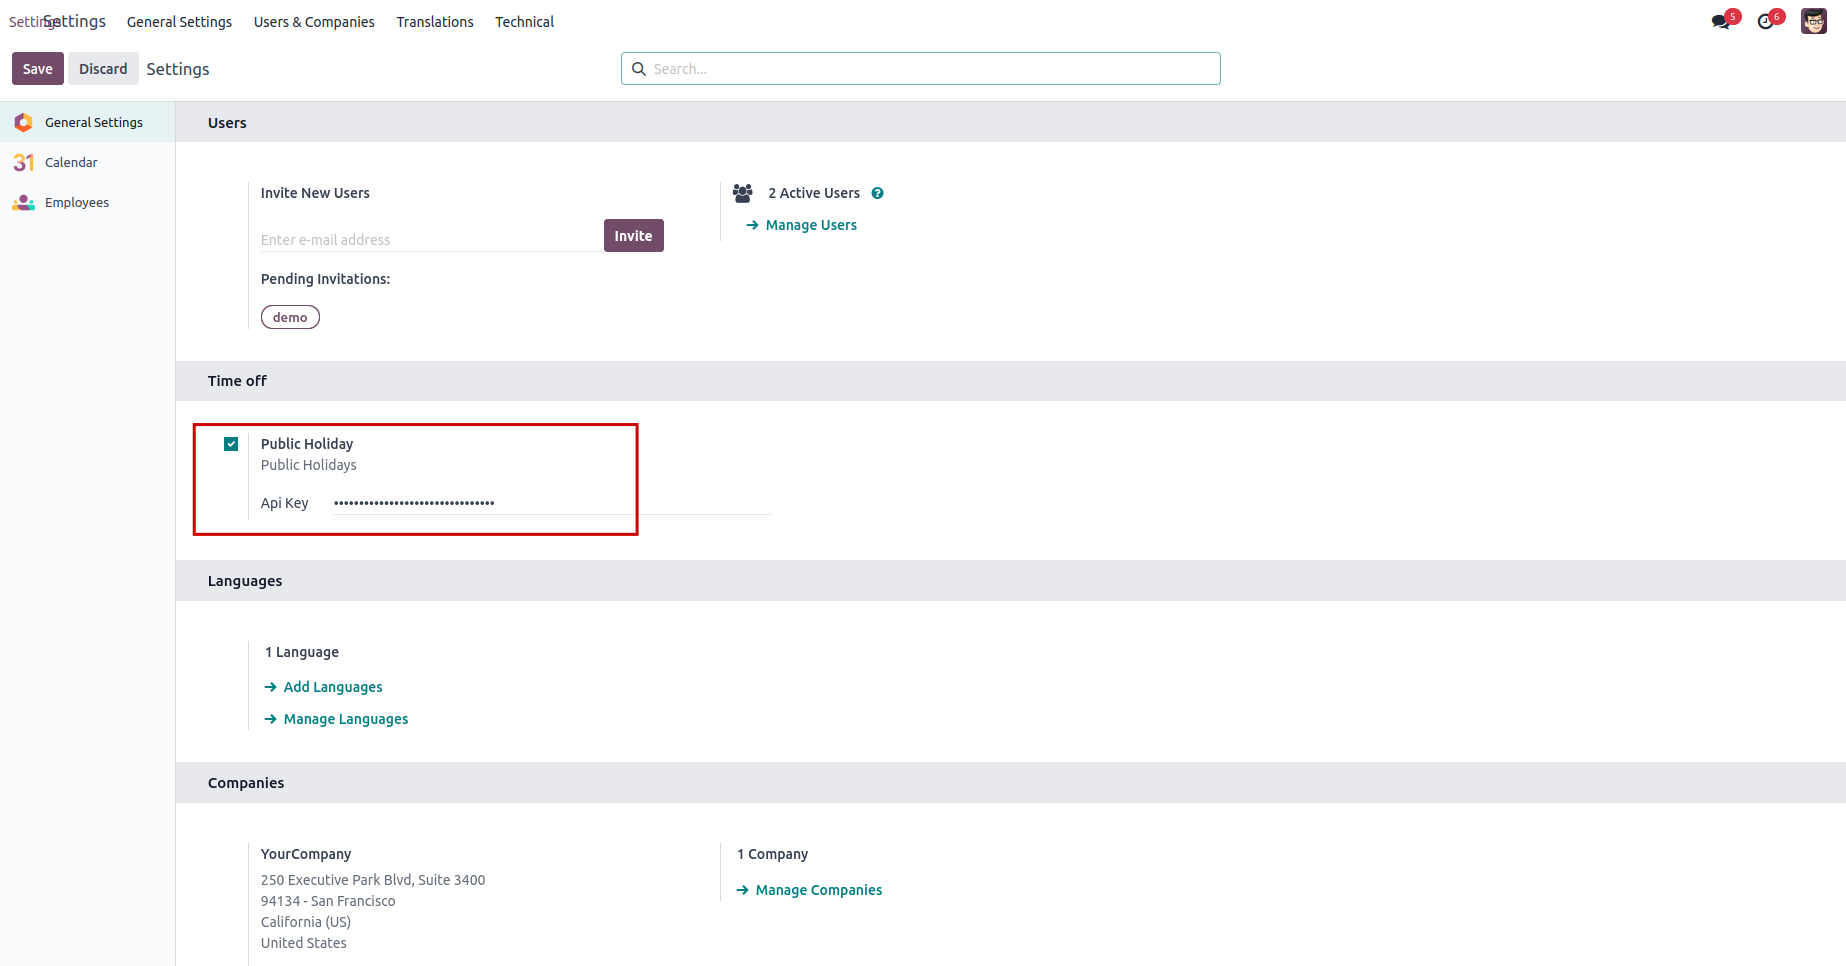 Settings Settings General Settings Users & Companies Translations Technical 5 6
Save Discard Settings Search...
General Settings
31 Calendar
Employees
Users
Invite New Users
Enter e-mail address Invite
Pending Invitations:
demo
2 Active Users ?
→ Manage Users
Time off
Public Holiday
Public Holidays
Api Key ••••••••••••••••••••••••••••••••
Languages
1 Language
→ Add Languages
→ Manage Languages
Companies
YourCompany
250 Executive Park Blvd, Suite 3400
94134 - San Francisco
California (US)
United States
1 Company
→ Manage Companies